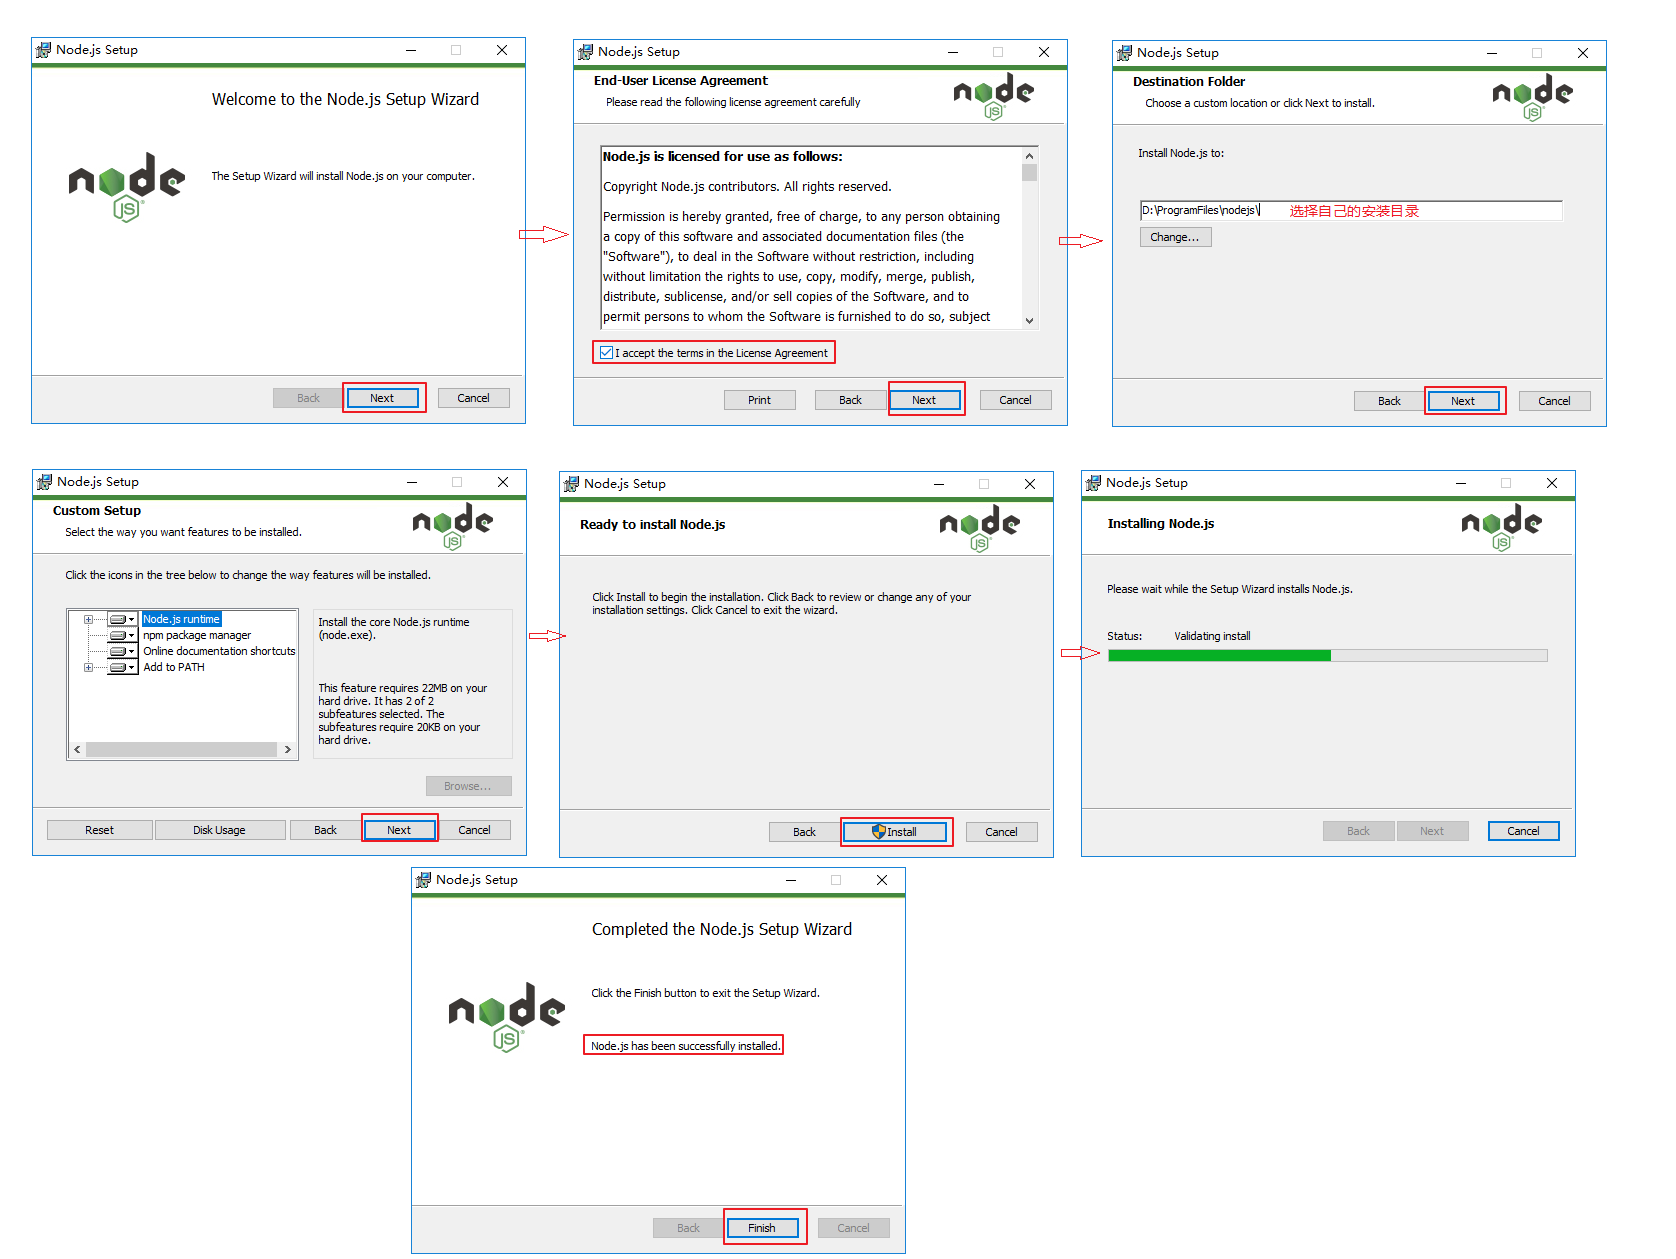 Node.js Setup
Welcome to the Node.js Setup Wizard
node
JS
The Setup Wizard will install Node.js on your computer.
Back
Next
Cancel
Node.js Setup
End-User License Agreement
Please read the following license agreement carefully
node
JS
Node.js is licensed for use as follows:
Copyright Node.js contributors. All rights reserved.
Permission is hereby granted, free of charge, to any person obtaining
a copy of this software and associated documentation files (the
"Software"), to deal in the Software without restriction, including
without limitation the rights to use, copy, modify, merge, publish,
distribute, sublicense, and/or sell copies of the Software, and to
permit persons to whom the Software is furnished to do so, subject
I accept the terms in the License Agreement
Print
Back
Next
Cancel
Node.js Setup
Destination Folder
Choose a custom location or click Next to install.
node
JS
Install Node.js to:
D:\ProgramFiles\nodejs\
选择自己的安装目录
Change...
Back
Next
Cancel
Node.js Setup
Custom Setup
Select the way you want features to be installed.
node
JS
Click the icons in the tree below to change the way features will be installed.
Node.js runtime
npm package manager
Online documentation shortcuts
Add to PATH
Install the core Node.js runtime
(node.exe).
This feature requires 22MB on your
hard drive. It has 2 of 2
subfeatures selected. The
subfeatures require 20KB on your
hard drive.
Browse...
Reset
Disk Usage
Back
Next
Cancel
Node.js Setup
Ready to install Node.js
node
JS
Click Install to begin the installation. Click Back to review or change any of your
installation settings. Click Cancel to exit the wizard.
Back
Install
Cancel
Node.js Setup
Installing Node.js
node
JS
Please wait while the Setup Wizard installs Node.js.
Status:
Validating install
Back
Next
Cancel
Node.js Setup
Completed the Node.js Setup Wizard
node
JS
Click the Finish button to exit the Setup Wizard.
Node.js has been successfully installed.
Back
Finish
Cancel